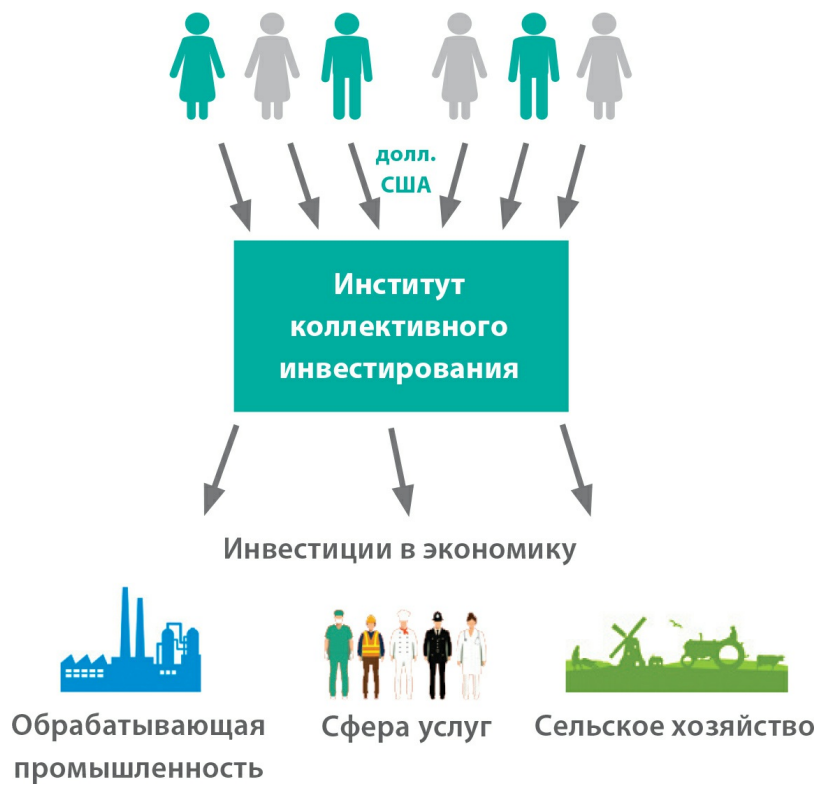 долл.
США
Институт
коллективного
инвестирования
Инвестиции в экономику
Обрабатывающая
промышленность
Сфера услуг
Сельское хозяйство